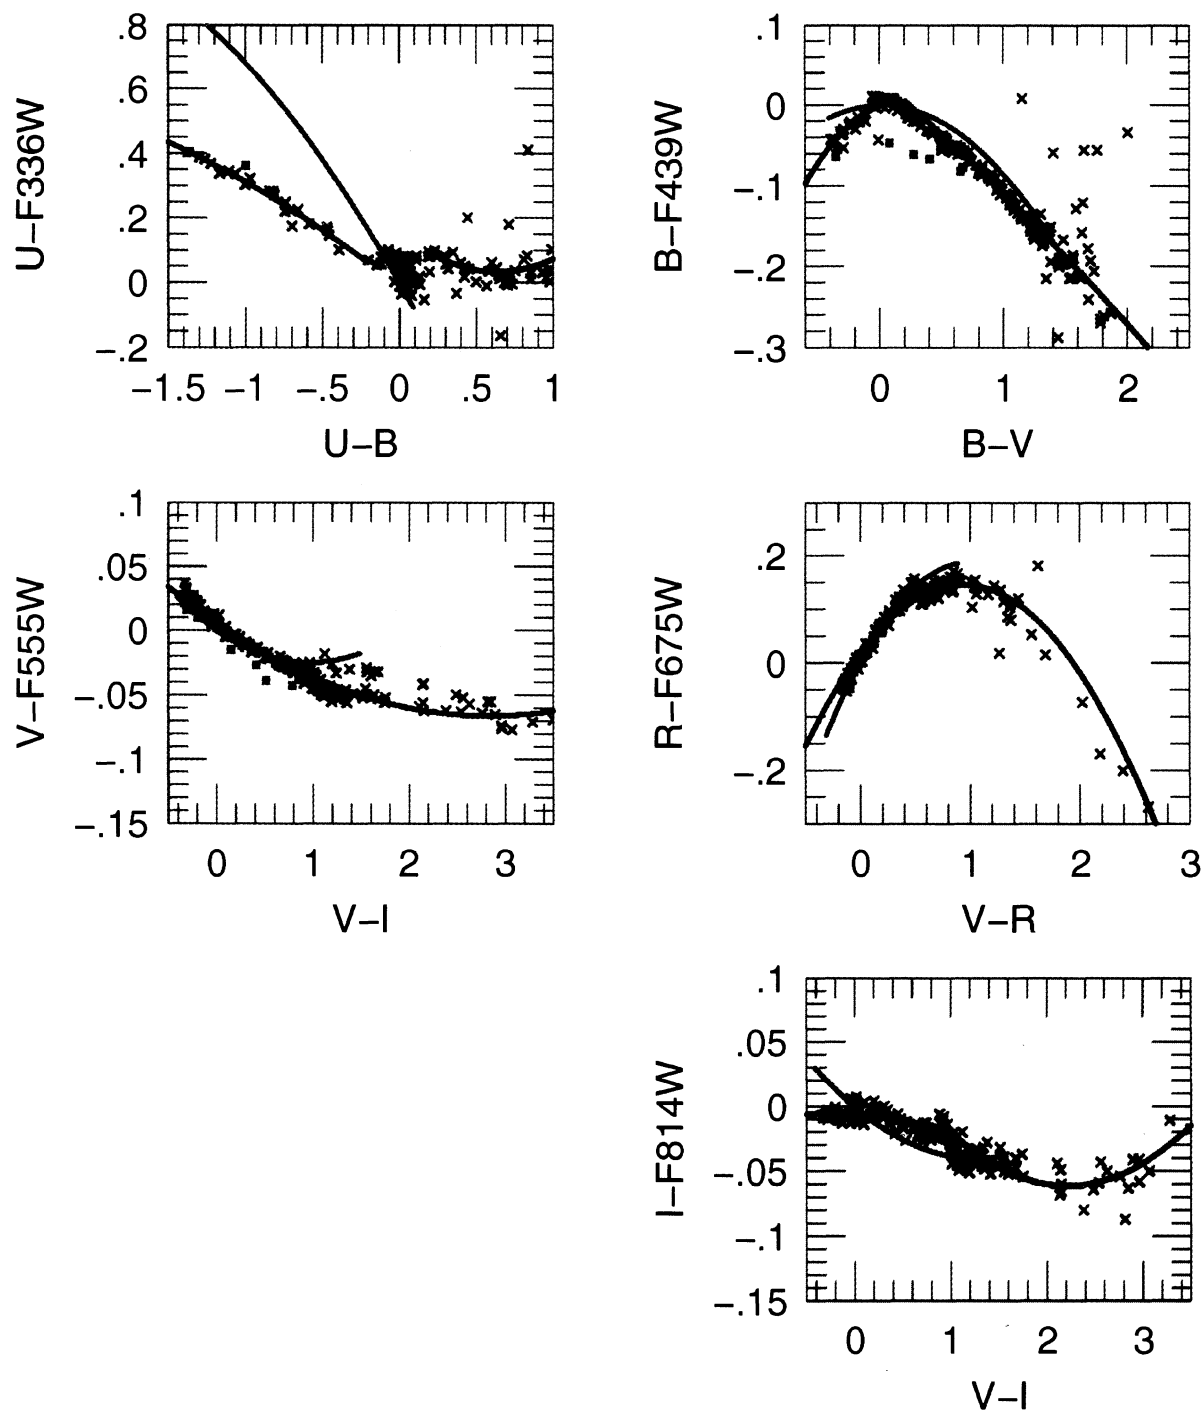 U–F336W
.8
.6
.4
.2
0
–.2
–1.5 –1 –.5 0 .5 1
U–B
B–F439W
.1
0
–.1
–.2
–.3
0 1 2
B–V
V–F555W
.1
.05
0
–.05
–.1
–.15
0 1 2 3
V–I
R–F675W
.2
0
–.2
0 1 2 3
V–R
I–F814W
.1
.05
0
–.05
–.1
–.15
0 1 2 3
V–I